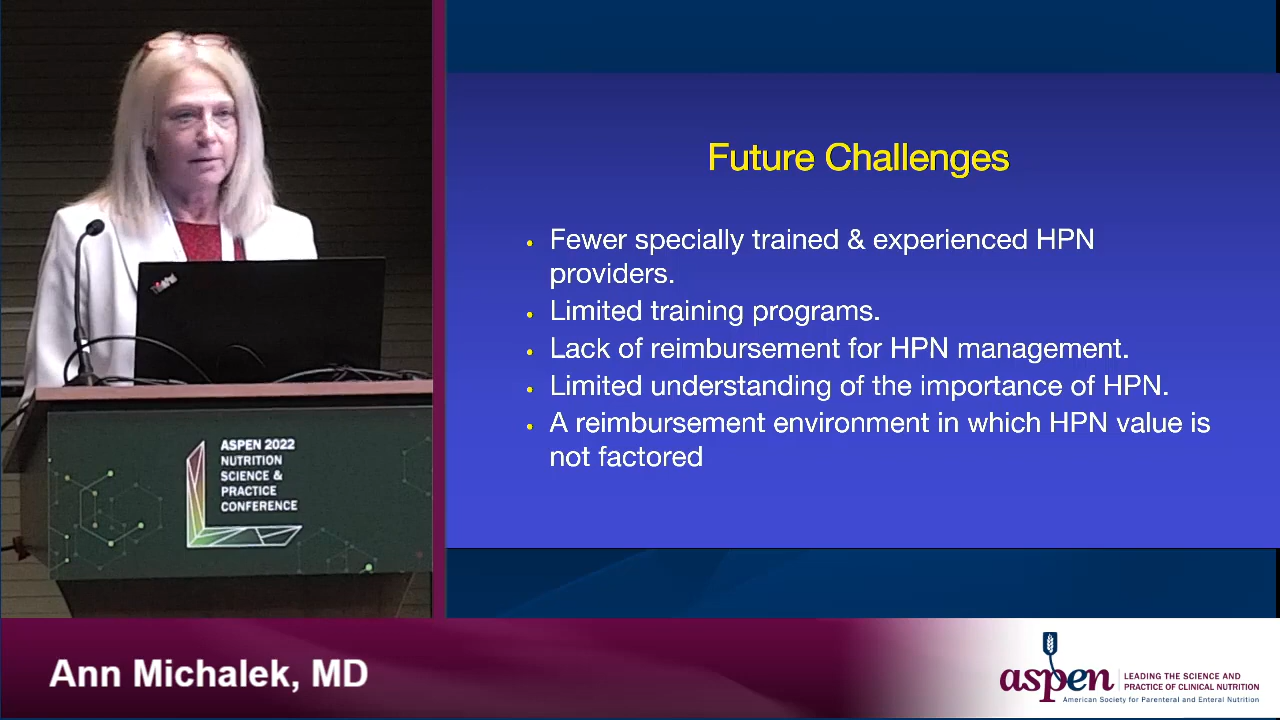 Future Challenges
• Fewer specially trained & experienced HPN
providers.
• Limited training programs.
• Lack of reimbursement for HPN management.
• Limited understanding of the importance of HPN.
• A reimbursement environment in which HPN value is
not factored
ASPEN 2022
NUTRITION
SCIENCE &
PRACTICE
CONFERENCE
Ann Michalek, MD
aspen
LEADING THE SCIENCE AND
PRACTICE OF CLINICAL NUTRITION
American Society for Parenteral and Enteral Nutrition